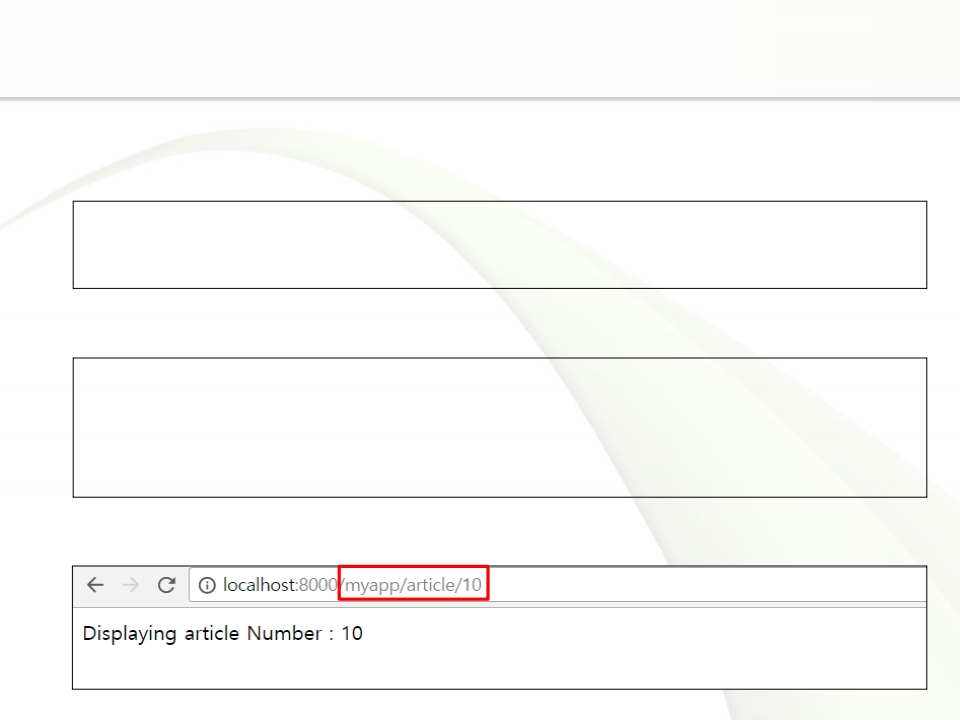 localhost:8000/myapp/article/10
Displaying article Number : 10